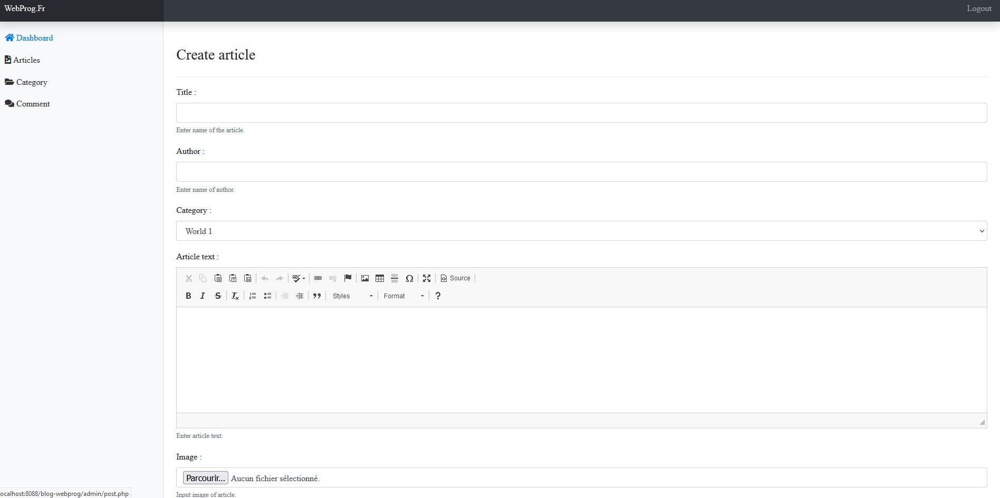 WebProg.Fr
Logout
Dashboard
Articles
Category
Comment
Create article
Title :
Enter name of the article.
Author :
Enter name of author.
Category :
World 1
Article text :
ABC
Source
B I S Tx
Styles
Format
?
Enter article text.
Image :
Parcourir... Aucun fichier sélectionné.
Input image of article.
ocalhost:8088/blog-webprog/admin/post.php